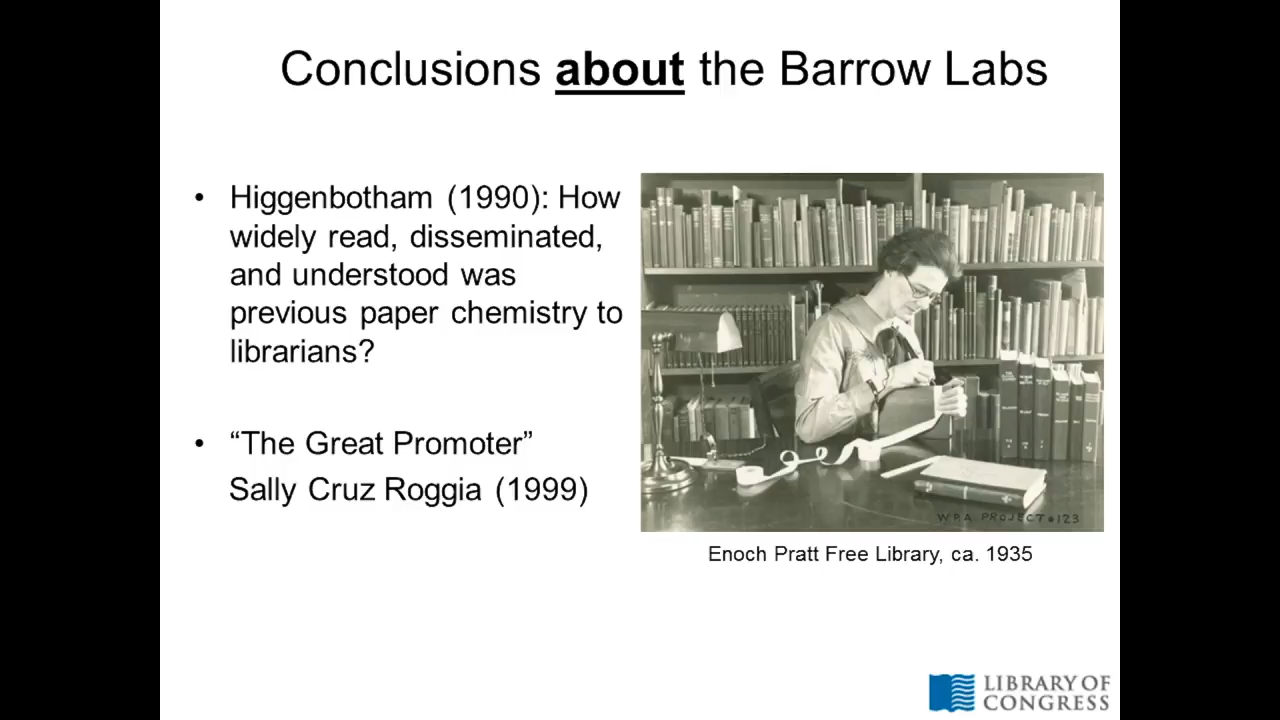 Conclusions about the Barrow Labs
• Higgenbotham (1990): How
widely read, disseminated,
and understood was
previous paper chemistry to
librarians?
• “The Great Promoter”
Sally Cruz Roggia (1999)
W.P.A. PROJECT #123
Enoch Pratt Free Library, ca. 1935
LIBRARY OF
CONGRESS